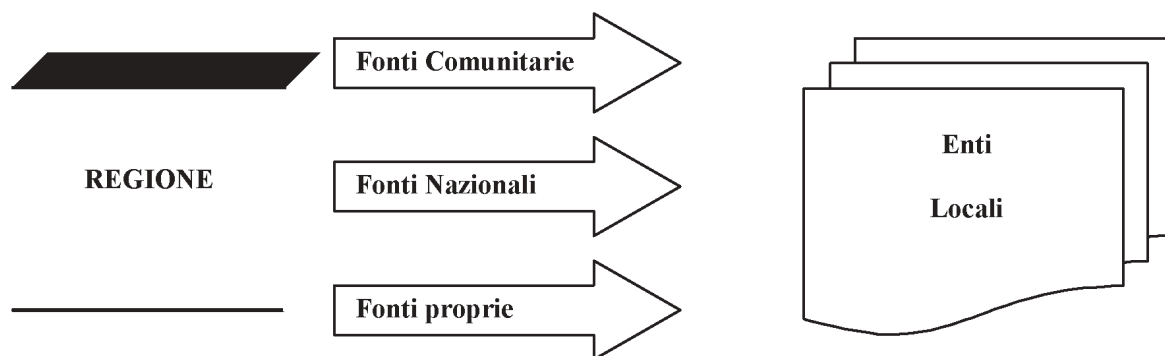 Fonti Comunitarie
REGIONE
Fonti Nazionali
Fonti proprie
Enti
Locali